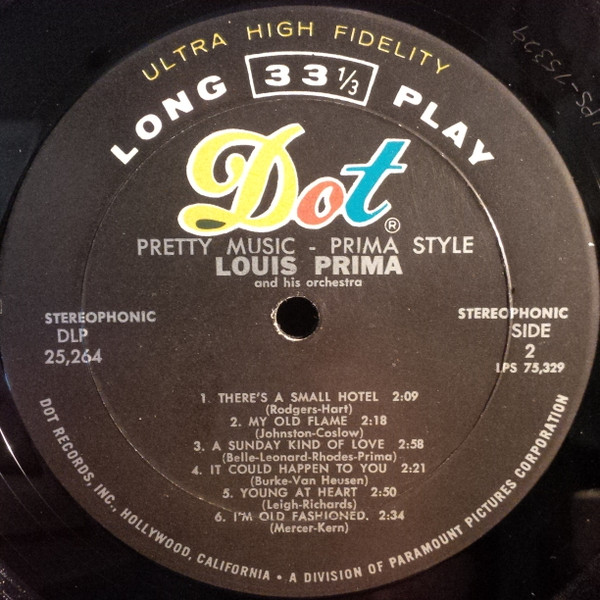 ULTRA HIGH FIDELITY
LONG 33 1/3 PLAY
Dot®
PRETTY MUSIC - PRIMA STYLE
LOUIS PRIMA
and his orchestra
STEREOPHONIC
DLP
25,264
STEREOPHONIC
SIDE
2
LPS 75,329
1. THERE'S A SMALL HOTEL 2:09
(Rodgers-Hart)
2. MY OLD FLAME 2:18
(Johnston-Coslow)
3. A SUNDAY KIND OF LOVE 2:58
(Belle-Leonard-Rhodes-Prima)
4. IT COULD HAPPEN TO YOU 2:21
(Burke-Van Heusen)
5. YOUNG AT HEART 2:50
(Leigh-Richards)
6. I'M OLD FASHIONED. 2:34
(Mercer-Kern)
DOT RECORDS, INC., HOLLYWOOD, CALIFORNIA • A DIVISION OF PARAMOUNT PICTURES CORPORATION
LPS-75329